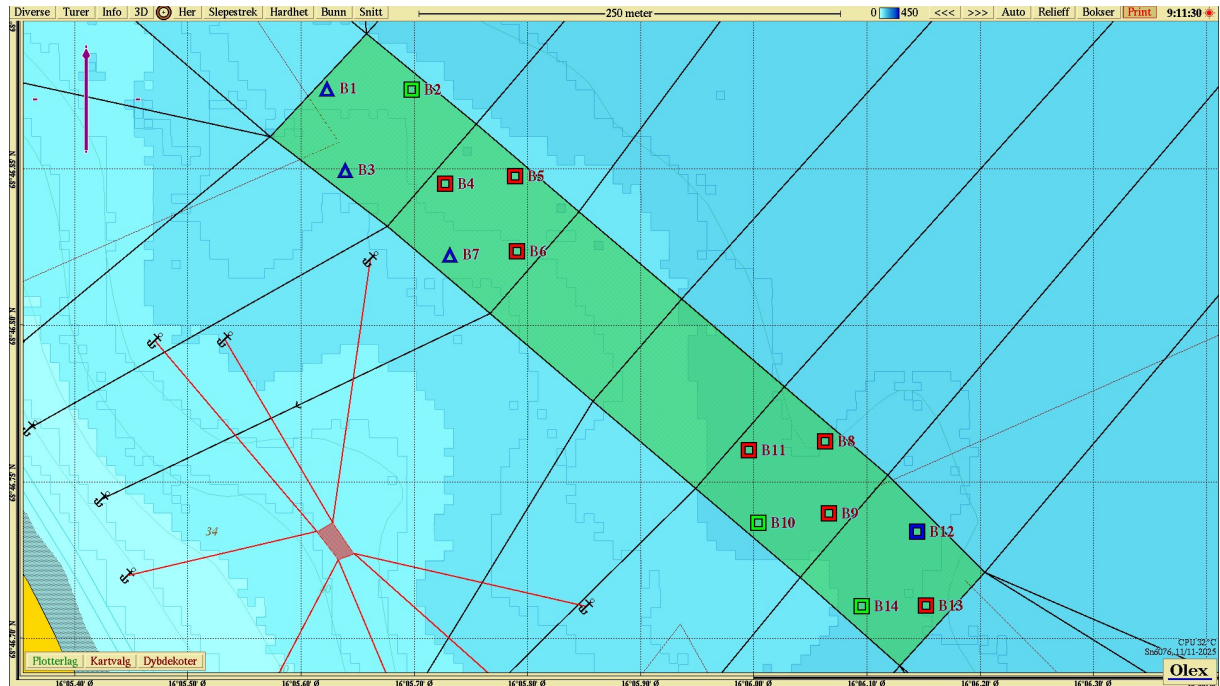 Diverse Turer Info 3D Her Slepestrek Hardhet Bunn Snitt 250 meter 0 450 <<< >>> Auto Relieff Bokser Print 9:11:30
B1
B2
B3
B4
B5
B6
B7
B8
B11
B9
B10
B12
B14
B13
34
CPU 32°C
Sn6076, 11/11-2025
Plotterlag Kartvalg Dybdekoter
Olex
16°05.40' Ø 16°05.50' Ø 16°05.60' Ø 16°05.70' Ø 16°05.80' Ø 16°05.90' Ø 16°06.00' Ø 16°06.10' Ø 16°06.20' Ø 16°06.30' Ø